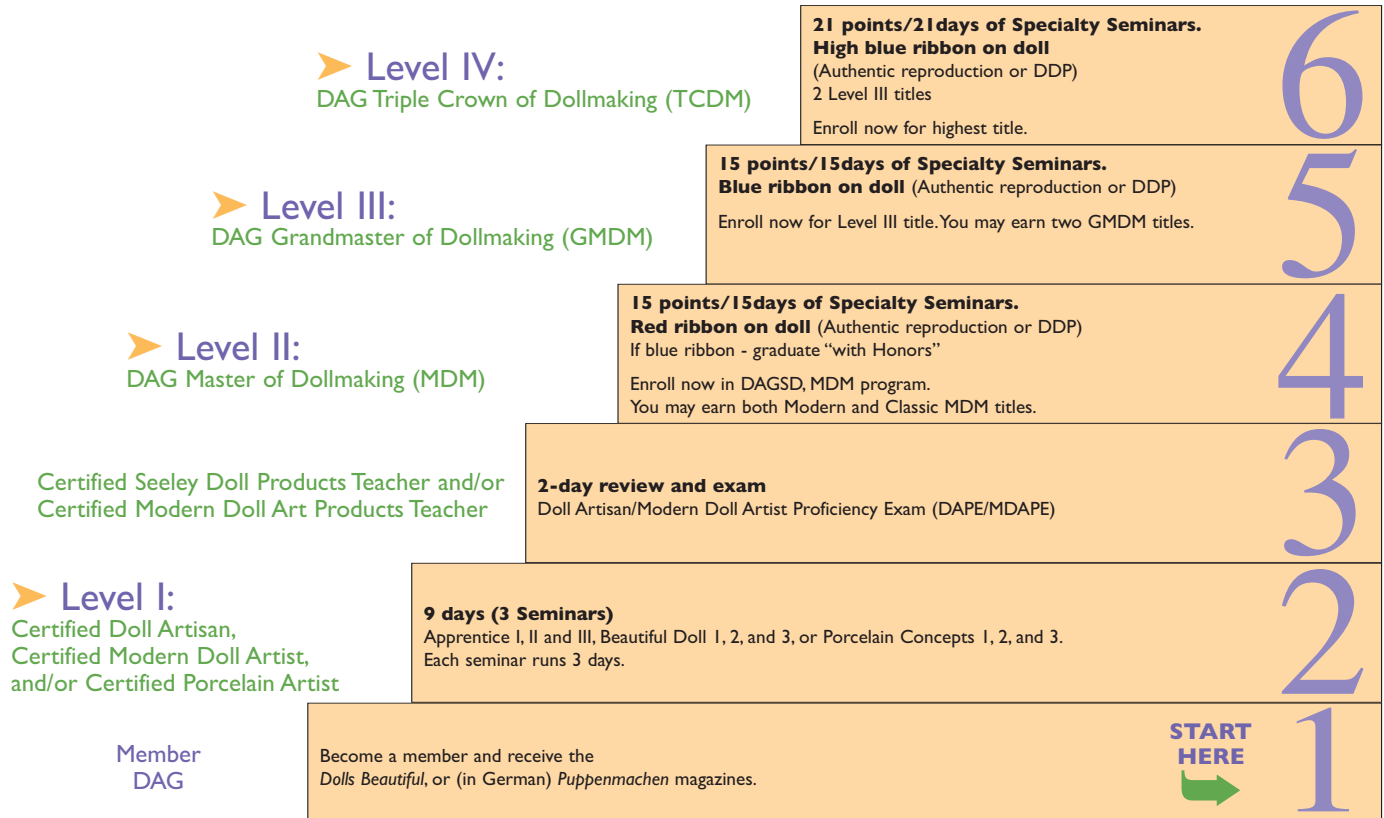 ➤ Level IV:
DAG Triple Crown of Dollmaking (TCDM)
21 points/21days of Specialty Seminars.
High blue ribbon on doll
(Authentic reproduction or DDP)
2 Level III titles
Enroll now for highest title.
6
➤ Level III:
DAG Grandmaster of Dollmaking (GMDM)
15 points/15days of Specialty Seminars.
Blue ribbon on doll (Authentic reproduction or DDP)
Enroll now for Level III title. You may earn two GMDM titles.
5
➤ Level II:
DAG Master of Dollmaking (MDM)
15 points/15days of Specialty Seminars.
Red ribbon on doll (Authentic reproduction or DDP)
If blue ribbon - graduate “with Honors”
Enroll now in DAGSD, MDM program.
You may earn both Modern and Classic MDM titles.
4
Certified Seeley Doll Products Teacher and/or
Certified Modern Doll Art Products Teacher
2-day review and exam
Doll Artisan/Modern Doll Artist Proficiency Exam (DAPE/MDAPE)
3
➤ Level I:
Certified Doll Artisan,
Certified Modern Doll Artist,
and/or Certified Porcelain Artist
9 days (3 Seminars)
Apprentice I, II and III, Beautiful Doll 1, 2, and 3, or Porcelain Concepts 1, 2, and 3.
Each seminar runs 3 days.
2
Member
DAG
Become a member and receive the
Dolls Beautiful, or (in German) Puppenmachen magazines.
START
HERE
1